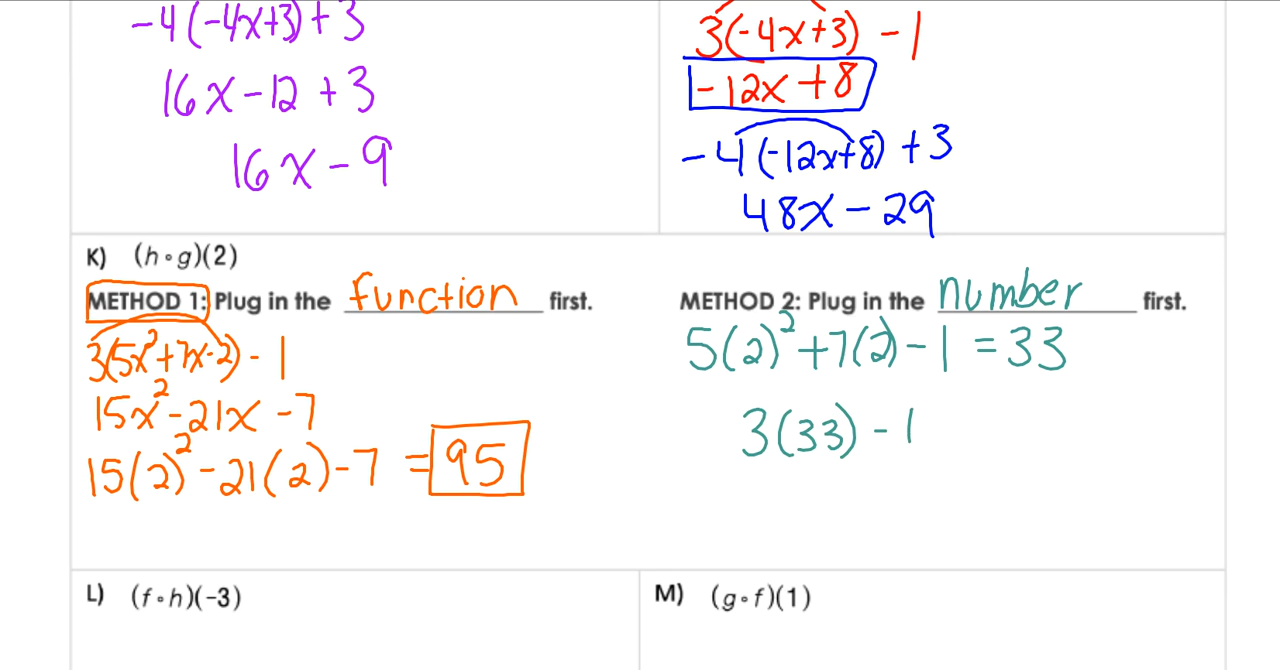 -4(-4x+3)+3
16x-12+3
16x-9
3(-4x+3)-1
-12x+8
-4(-12x+8)+3
48x-29
K) (h∘g)(2)
METHOD 1: Plug in the function first.
3(5x²+7x-2)-1
15x²-21x-7
15(2)²-21(2)-7 = 95
METHOD 2: Plug in the number first.
5(2)²+7(2)-1 =33
3(33)-1
L) (f∘h)(-3)
M) (g∘f)(1)